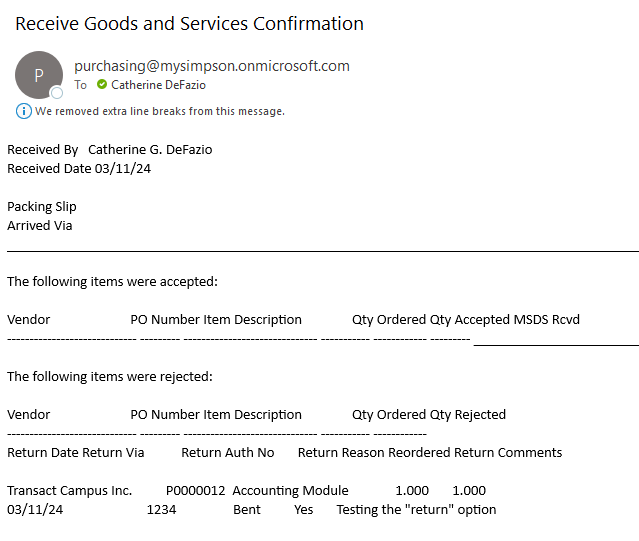 Receive Goods and Services Confirmation
P
purchasing@mysimpson.onmicrosoft.com
To Catherine DeFazio
We removed extra line breaks from this message.
Received By Catherine G. DeFazio
Received Date 03/11/24
Packing Slip
Arrived Via
The following items were accepted:
Vendor PO Number Item Description Qty Ordered Qty Accepted MSDS Rcvd
----------------------------- --------- ------------------------------ ----------- ------------ --------- ______________________
The following items were rejected:
Vendor PO Number Item Description Qty Ordered Qty Rejected
----------------------------- --------- ------------------------------ ----------- ------------
Return Date Return Via Return Auth No Return Reason Reordered Return Comments
Transact Campus Inc. P0000012 Accounting Module 1.000 1.000
03/11/24 1234 Bent Yes Testing the "return" option